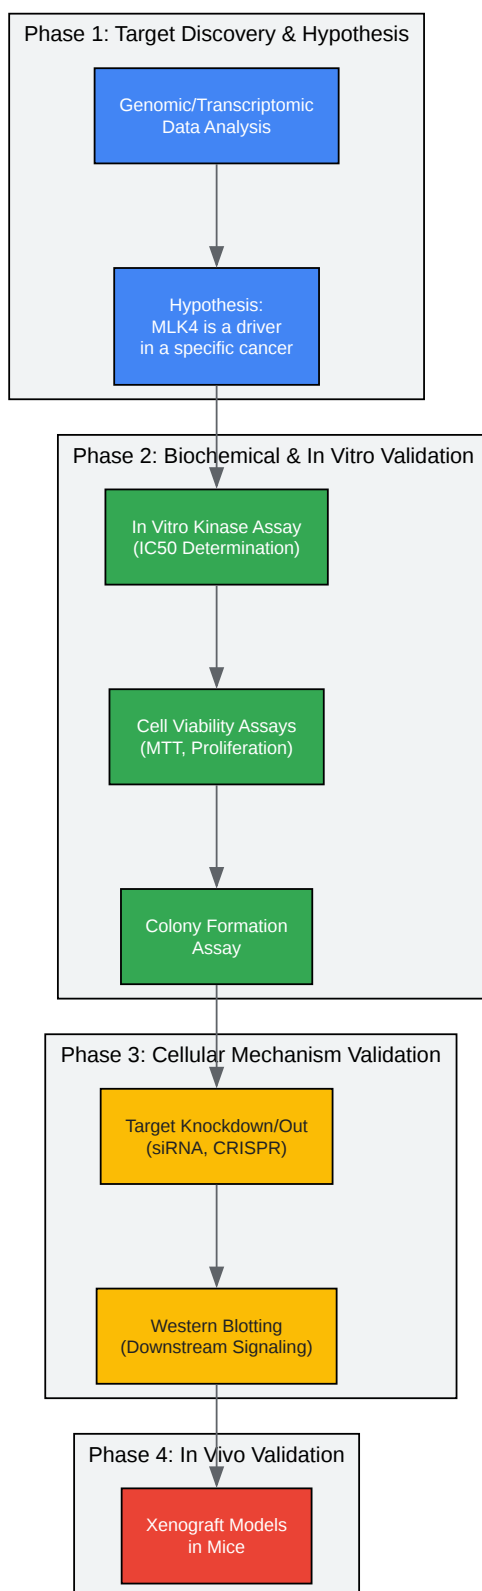 Phase 1: Target Discovery & Hypothesis
Genomic/Transcriptomic
Data Analysis
Hypothesis:
MLK4 is a driver
in a specific cancer
Phase 2: Biochemical & In Vitro Validation
In Vitro Kinase Assay
(IC50 Determination)
Cell Viability Assays
(MTT, Proliferation)
Colony Formation
Assay
Phase 3: Cellular Mechanism Validation
Target Knockdown/Out
(siRNA, CRISPR)
Western Blotting
(Downstream Signaling)
Phase 4: In Vivo Validation
Xenograft Models
in Mice